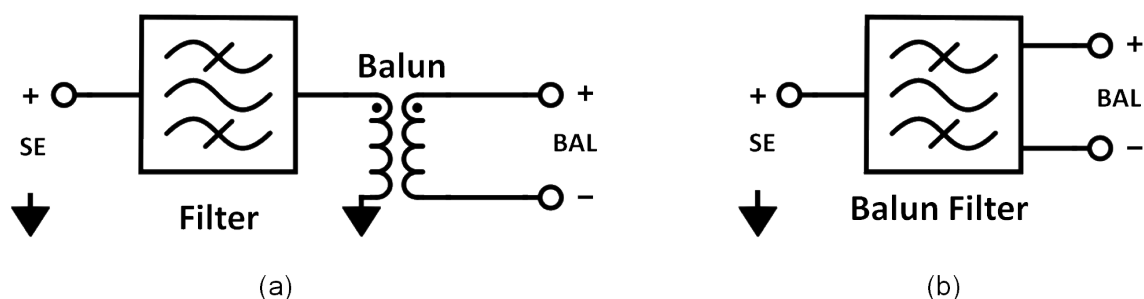 Balun
+
SE
+
BAL
−
Filter
(a)
+
SE
+
BAL
−
Balun Filter
(b)